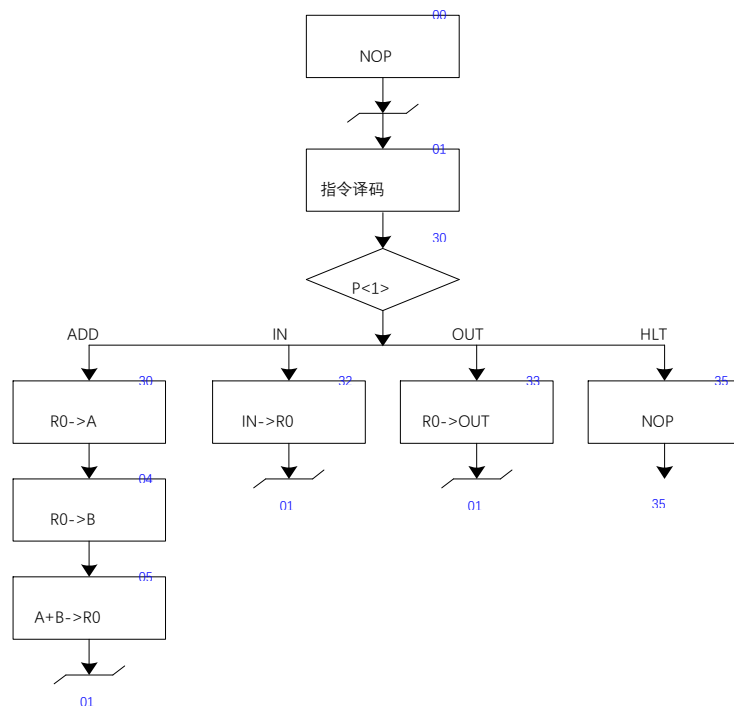 00
NOP
01
指令译码
30
P<1>
ADD
IN
OUT
HLT
30
32
33
35
R0->A
IN->R0
R0->OUT
NOP
04
R0->B
01
01
35
05
A+B->R0
01